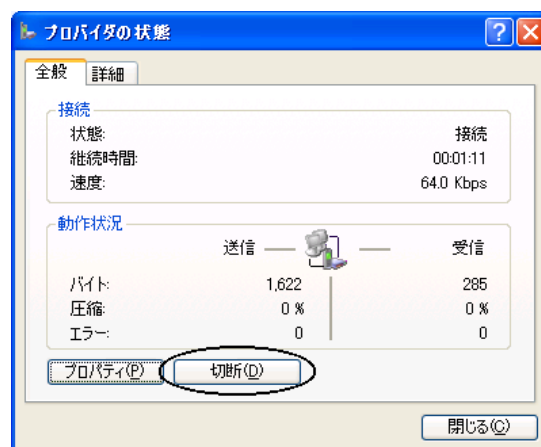 プロバイダの状態
全般 詳細
接続
状態: 接続
継続時間: 00:01:11
速度: 64.0 Kbps
動作状況
送信 受信
バイト: 1,622 285
圧縮: 0 % 0 %
エラー: 0 0
プロパティ(P) 切断(D)
閉じる(C)